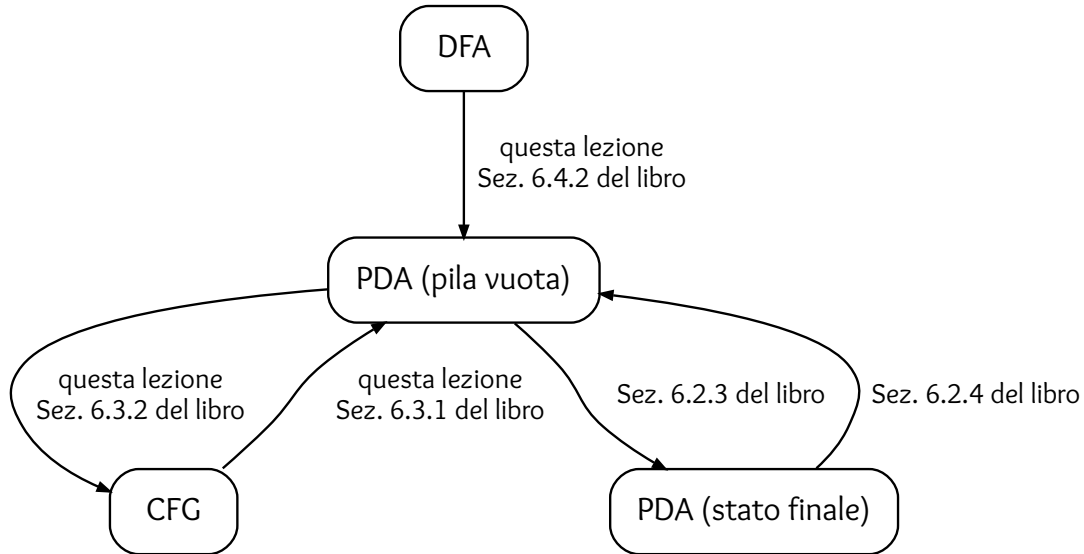 DFA
questa lezione
Sez. 6.4.2 del libro
PDA (pila vuota)
questa lezione
Sez. 6.3.2 del libro
questa lezione
Sez. 6.3.1 del libro
Sez. 6.2.3 del libro
Sez. 6.2.4 del libro
CFG
PDA (stato finale)